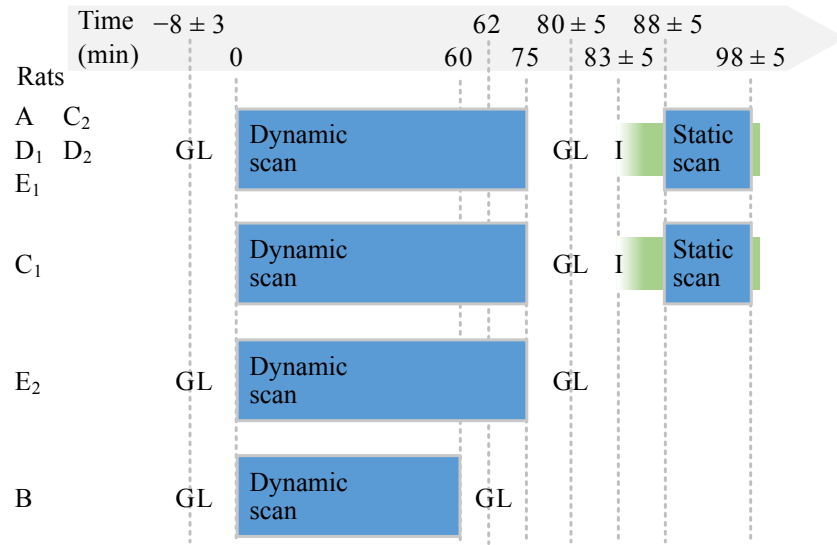 Time −8 ± 3 62 80 ± 5 88 ± 5
(min) 0 60 75 83 ± 5 98 ± 5
Rats
A C₂
D₁ D₂
E₁
GL Dynamic scan GL I Static scan
C₁ Dynamic scan GL I Static scan
E₂ GL Dynamic scan GL
B GL Dynamic scan GL